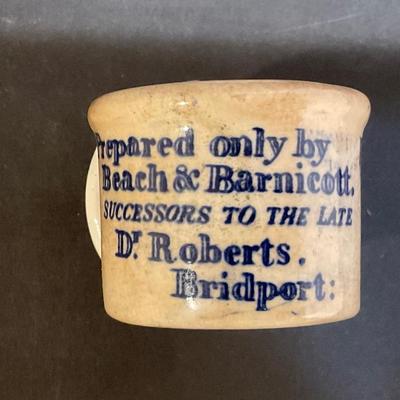 Prepared only by
Beach & Barnicott.
SUCCESSORS TO THE LATE
Dr Roberts.
Bridport: